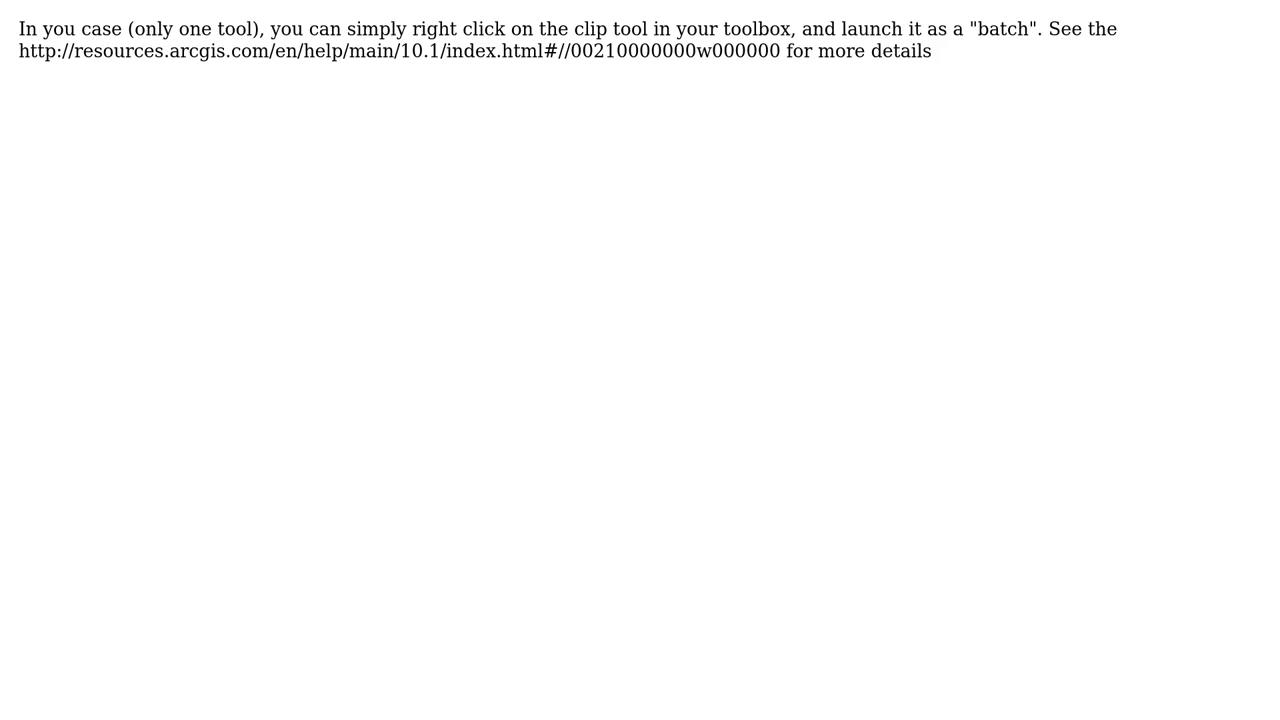 In you case (only one tool), you can simply right click on the clip tool in your toolbox, and launch it as a "batch". See the
http://resources.arcgis.com/en/help/main/10.1/index.html#//00210000000w000000 for more details